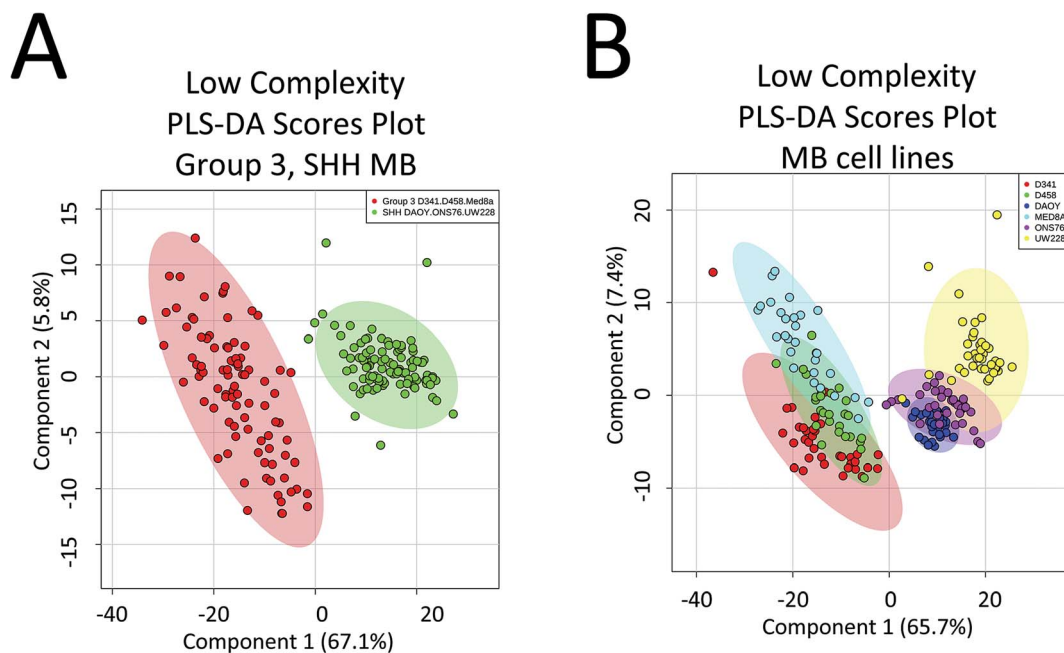 A
Low Complexity
PLS-DA Scores Plot
Group 3, SHH MB
Group 3 D341.D458.Med8a
SHH DAOY.ONS76.UW228
15
10
5
0
-5
-10
-15
Component 2 (5.8%)
-40
-20
0
20
Component 1 (67.1%)
B
Low Complexity
PLS-DA Scores Plot
MB cell lines
D341
D458
DAOY
MED8A
ONS76
UW228
20
10
0
-10
Component 2 (7.4%)
-40
-20
0
20
Component 1 (65.7%)